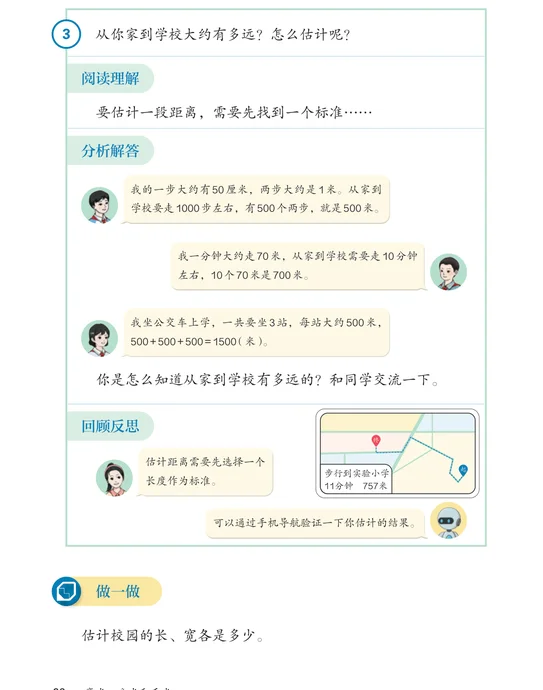 3 从你家到学校大约有多远？怎么估计呢？
阅读理解
要估计一段距离，需要先找到一个标准……
分析解答
我的一步大约有50厘米，两步大约是1米。从家到
学校要走1000步左右，有500个两步，就是500米。
我一分钟大约走70米，从家到学校需要走10分钟
左右，10个70米是700米。
我坐公交车上学，一共要坐3站，每站大约500米，
500+500+500=1500（米）。
你是怎么知道从家到学校有多远的？和同学交流一下。
回顾反思
估计距离需要先选择一个
长度作为标准。
步行到实验小学
11分钟 757米
可以通过手机导航验证一下你估计的结果。
做一做
估计校园的长、宽各是多少。